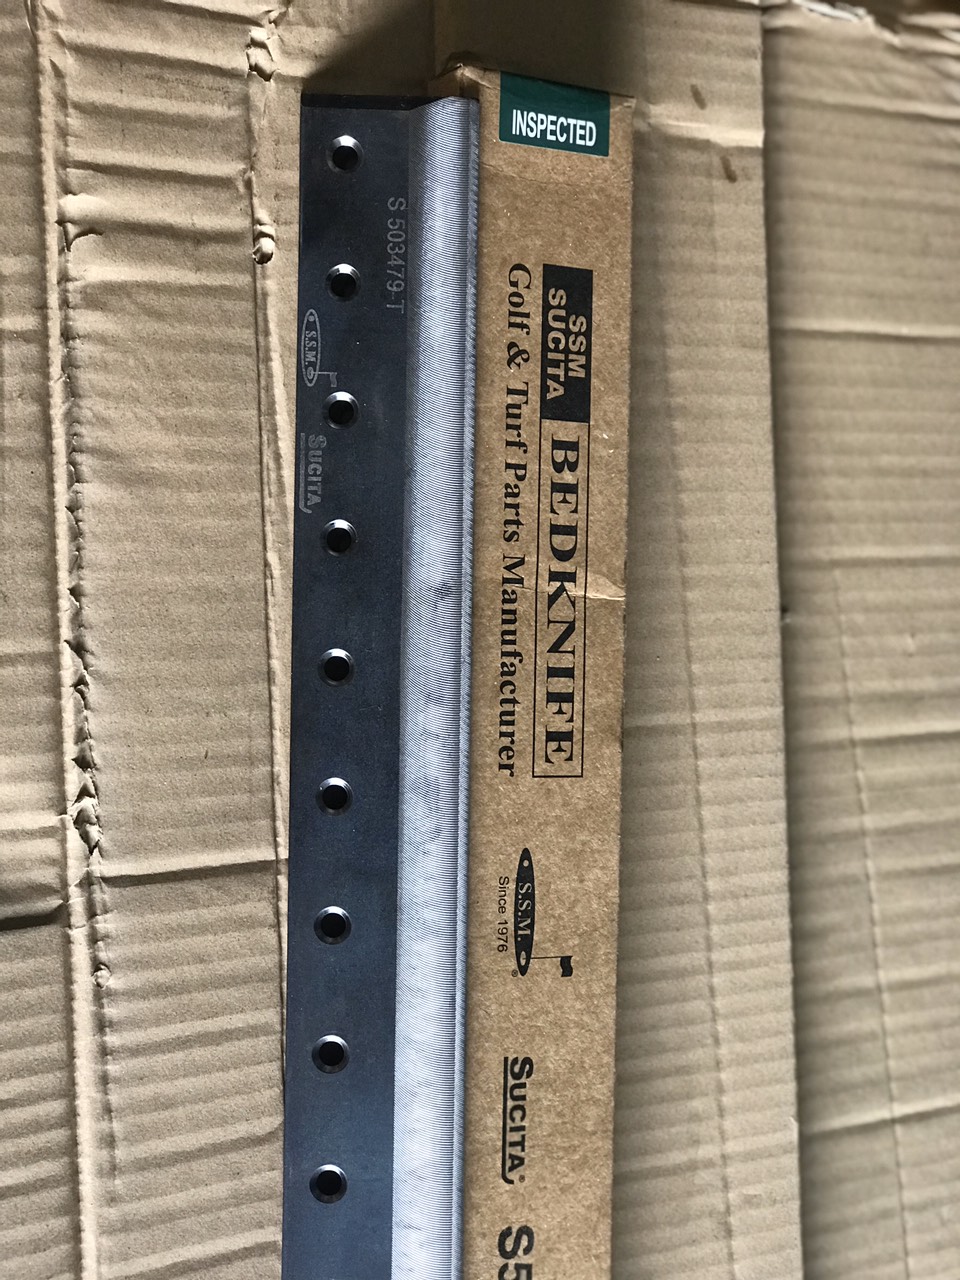 INSPECTED
S 503479-T
S.S.M.
SUCITA
SSM
SUCITA
BEDKNIFE
Golf & Turf Parts Manufacturer
S.S.M.®
Since 1976
SUCITA®
S5